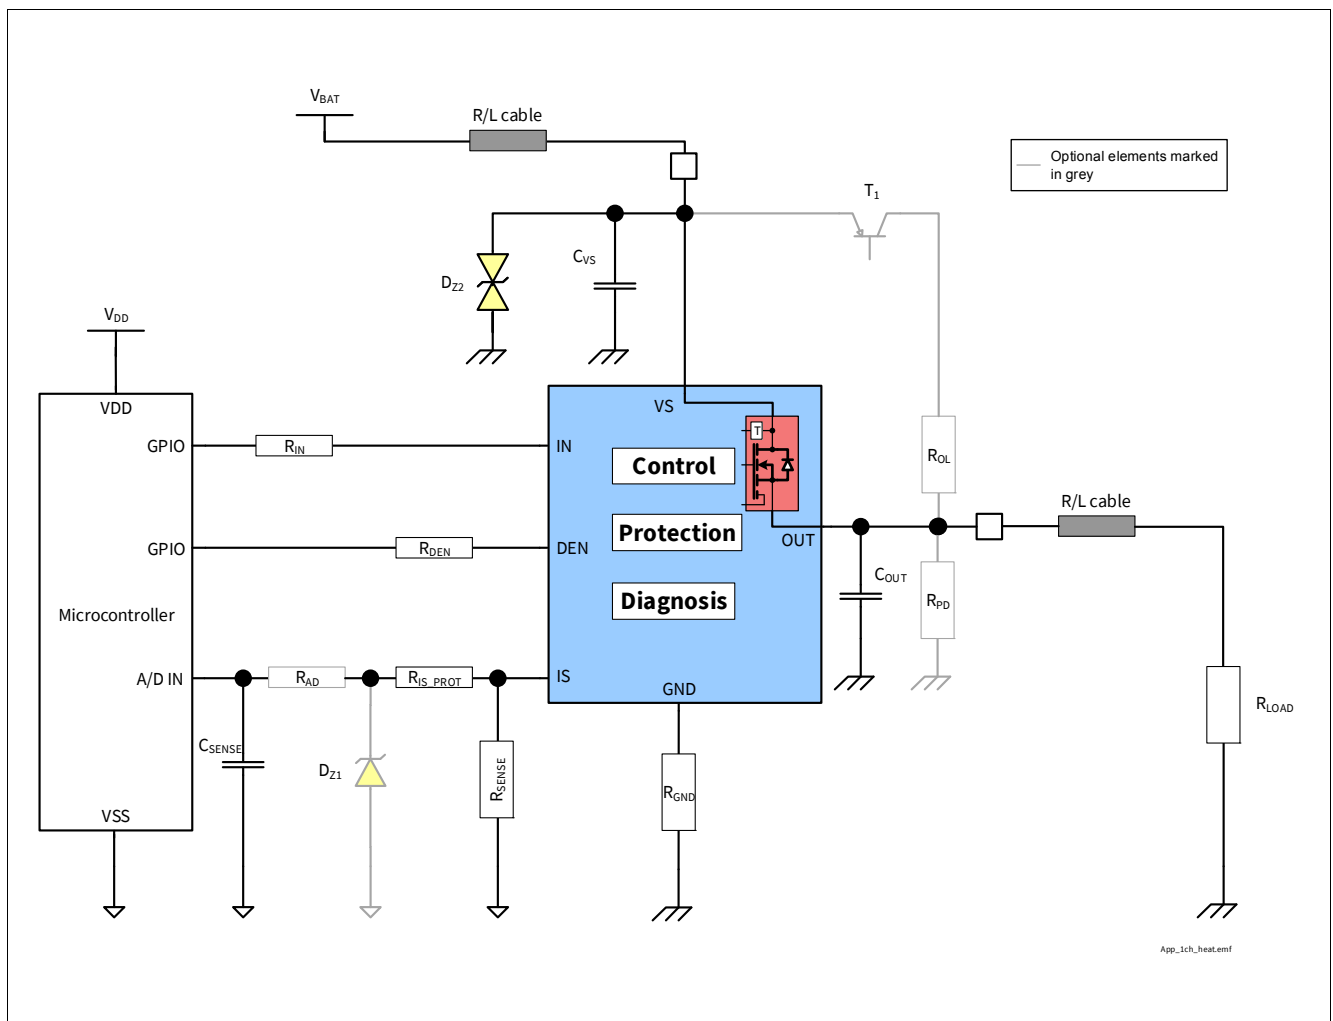 VBAT
R/L cable
Optional elements marked
in grey
T1
CVS
DZ2
VDD
VDD
VS
GPIO
RIN
IN
T
Control
ROL
R/L cable
Protection
OUT
GPIO
RDEN
DEN
COUT
RPD
Diagnosis
Microcontroller
A/D IN
RAD
RIS_PROT
IS
GND
RLOAD
CSENSE
DZ1
RSENSE
RGND
VSS
App_1ch_heat.emf